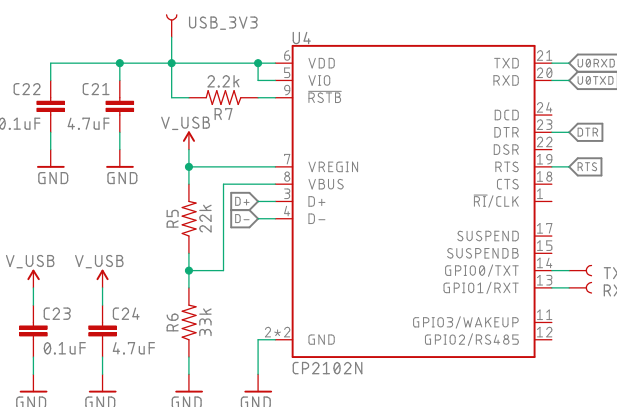 USB_3V3
U4
C22
0.1uF
C21
4.7uF
GND
GND
2.2k
R7
6 VDD
5 VIO
9 RSTB
V_USB
7 VREGIN
8 VBUS
D+ 3 D+
D- 4 D-
R5
22k
R6
33k
2*2 GND
GND
GND
V_USB
V_USB
C23
0.1uF
C24
4.7uF
GND
GND
TXD 21 U0RXD
RXD 20 U0TXD
DCD 24
DTR 23 DTR
DSR 22
RTS 19 RTS
CTS 18
RI/CLK 1
SUSPEND 17
SUSPENDB 15
GPIO0/TXT 14 TX
GPIO1/RXT 13 RX
GPIO3/WAKEUP 11
GPIO2/RS485 12
CP2102N